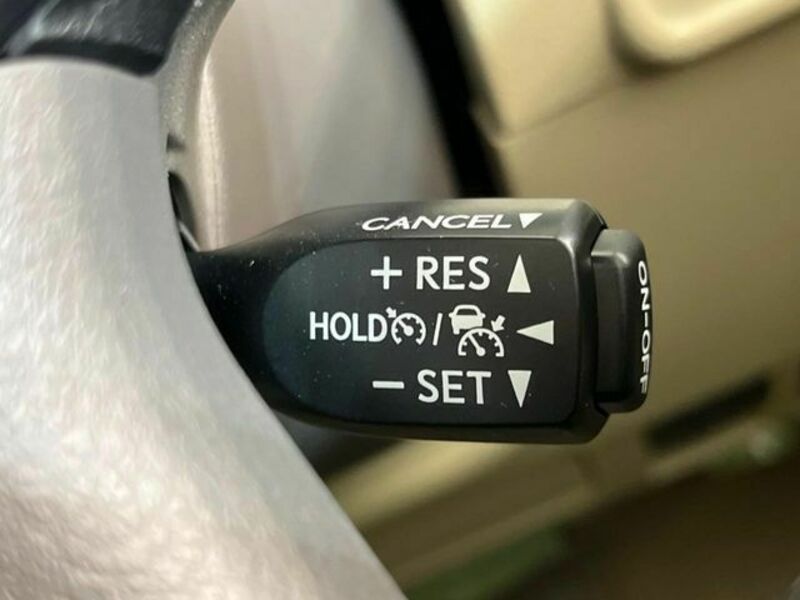 CANCEL▼
+ RES ▲
HOLD / ◀
− SET ▼
ON-OFF